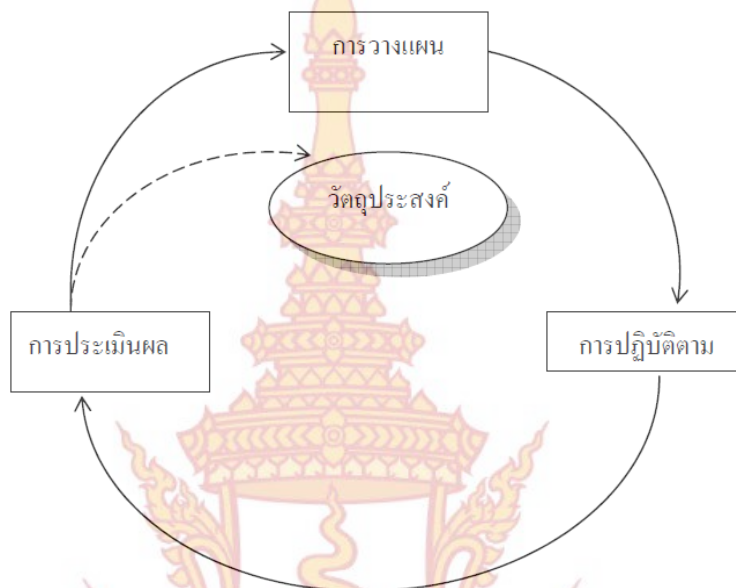 การวางแผน
วัตถุประสงค์
การประเมินผล
การปฏิบัติตาม